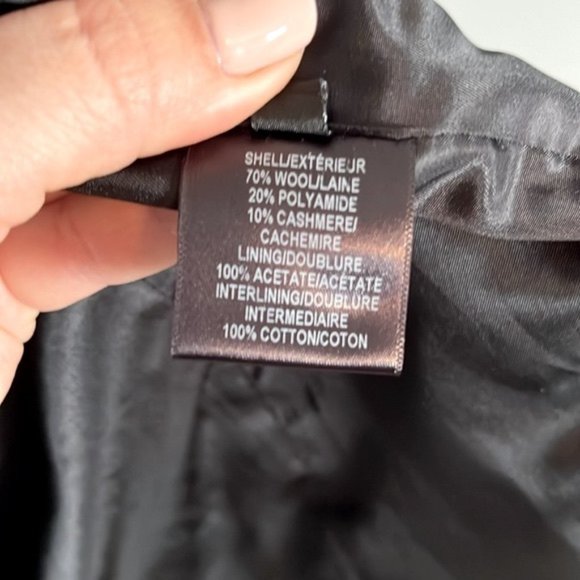 SHELL/EXTÉRIEUR
70% WOOL/LAINE
20% POLYAMIDE
10% CASHMERE/
CACHEMIRE
LINING/DOUBLURE
100% ACETATE/ACÉTATE
INTERLINING/DOUBLURE
INTERMEDIAIRE
100% COTTON/COTON